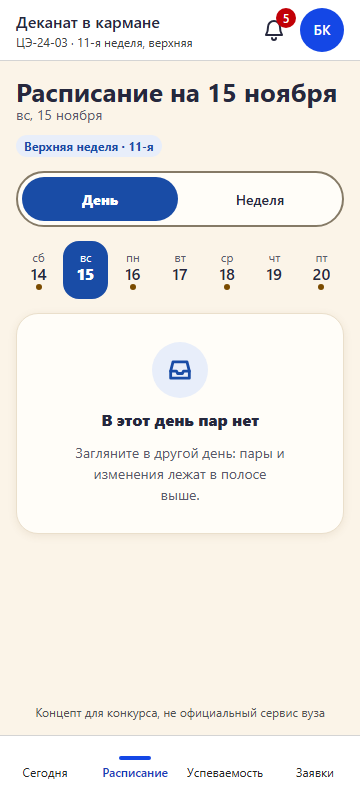 Деканат в кармане
ЦЭ-24-03 · 11-я неделя, верхняя
5
БК
Расписание на 15 ноября
вс, 15 ноября
Верхняя неделя · 11-я
День
Неделя
сб вс пн вт ср чт пт
14 15 16 17 18 19 20
В этот день пар нет
Загляните в другой день: пары и
изменения лежат в полосе
выше.
Концепт для конкурса, не официальный сервис вуза
Сегодня
Расписание
Успеваемость
Заявки